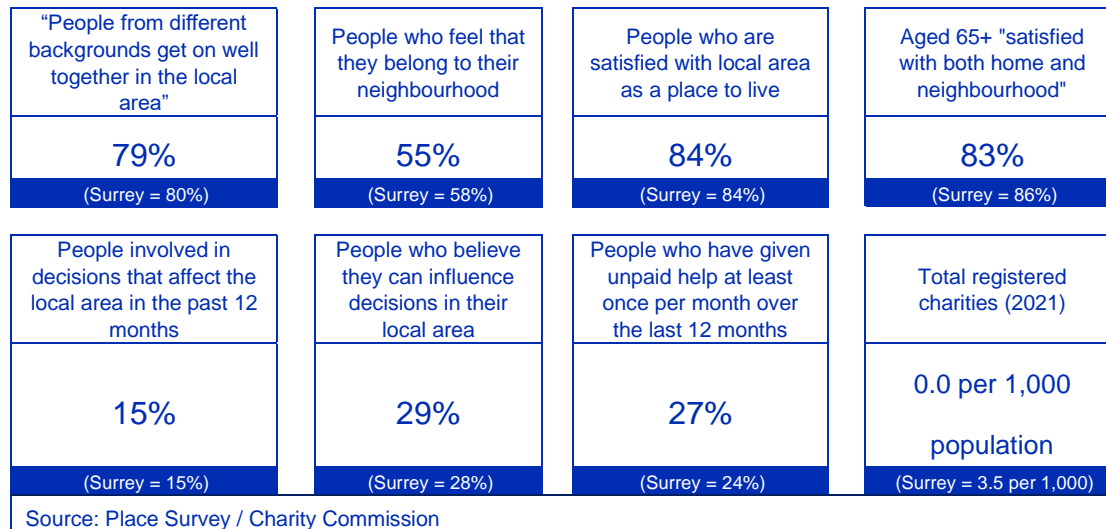 “People from different
backgrounds get on well
together in the local
area”
79%
(Surrey = 80%)
People who feel that
they belong to their
neighbourhood
55%
(Surrey = 58%)
People who are
satisfied with local area
as a place to live
84%
(Surrey = 84%)
Aged 65+ "satisfied
with both home and
neighbourhood"
83%
(Surrey = 86%)
People involved in
decisions that affect the
local area in the past 12
months
15%
(Surrey = 15%)
People who believe
they can influence
decisions in their
local area
29%
(Surrey = 28%)
People who have given
unpaid help at least
once per month over
the last 12 months
27%
(Surrey = 24%)
Total registered
charities (2021)
0.0 per 1,000
population
(Surrey = 3.5 per 1,000)
Source: Place Survey / Charity Commission